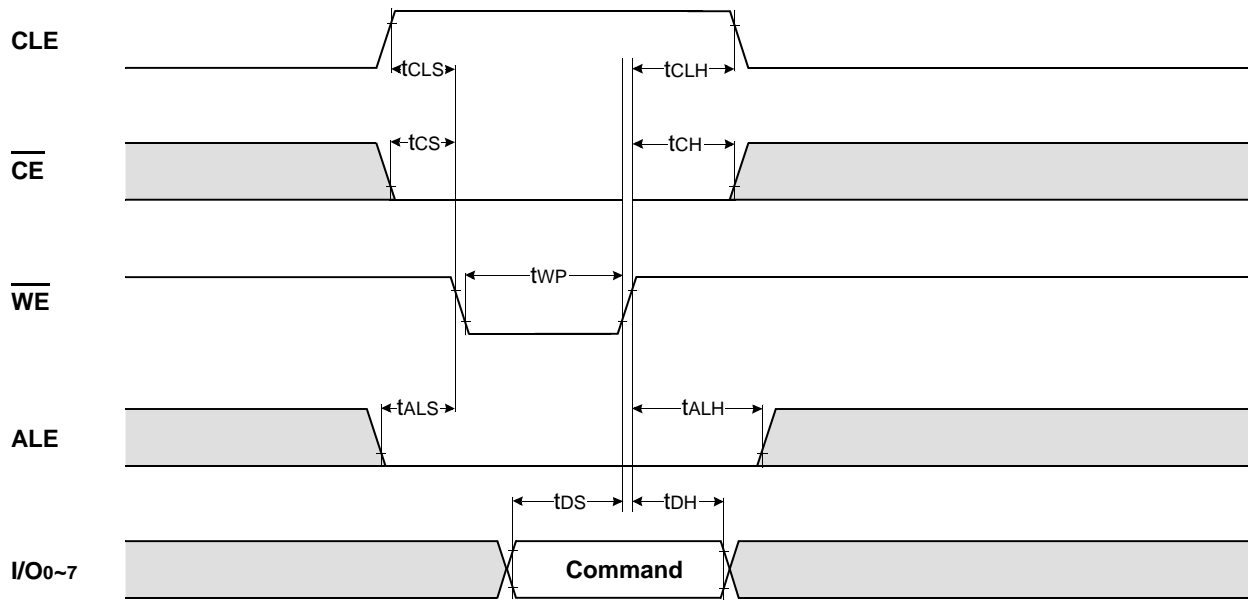 CLE
tCLS
tCLH
CE
tCS
tCH
WE
tWP
ALE
tALS
tALH
tDS
tDH
I/O0~7
Command